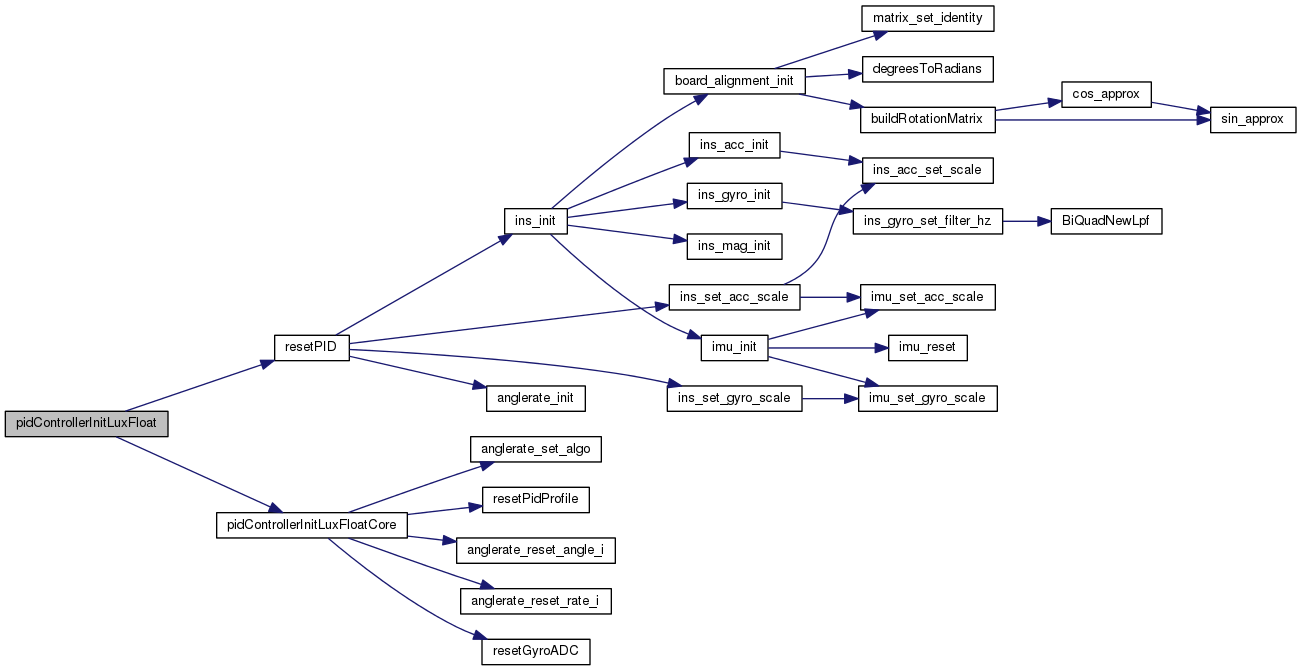 matrix_set_identity
degreesToRadians
board_alignment_init
cos_approx
buildRotationMatrix
sin_approx
ins_acc_init
ins_acc_set_scale
ins_gyro_init
ins_init
ins_gyro_set_filter_hz
BiQuadNewLpf
ins_mag_init
ins_set_acc_scale
imu_set_acc_scale
resetPID
imu_init
imu_reset
anglerate_init
ins_set_gyro_scale
imu_set_gyro_scale
pidControllerInitLuxFloat
anglerate_set_algo
resetPidProfile
pidControllerInitLuxFloatCore
anglerate_reset_angle_i
anglerate_reset_rate_i
resetGyroADC